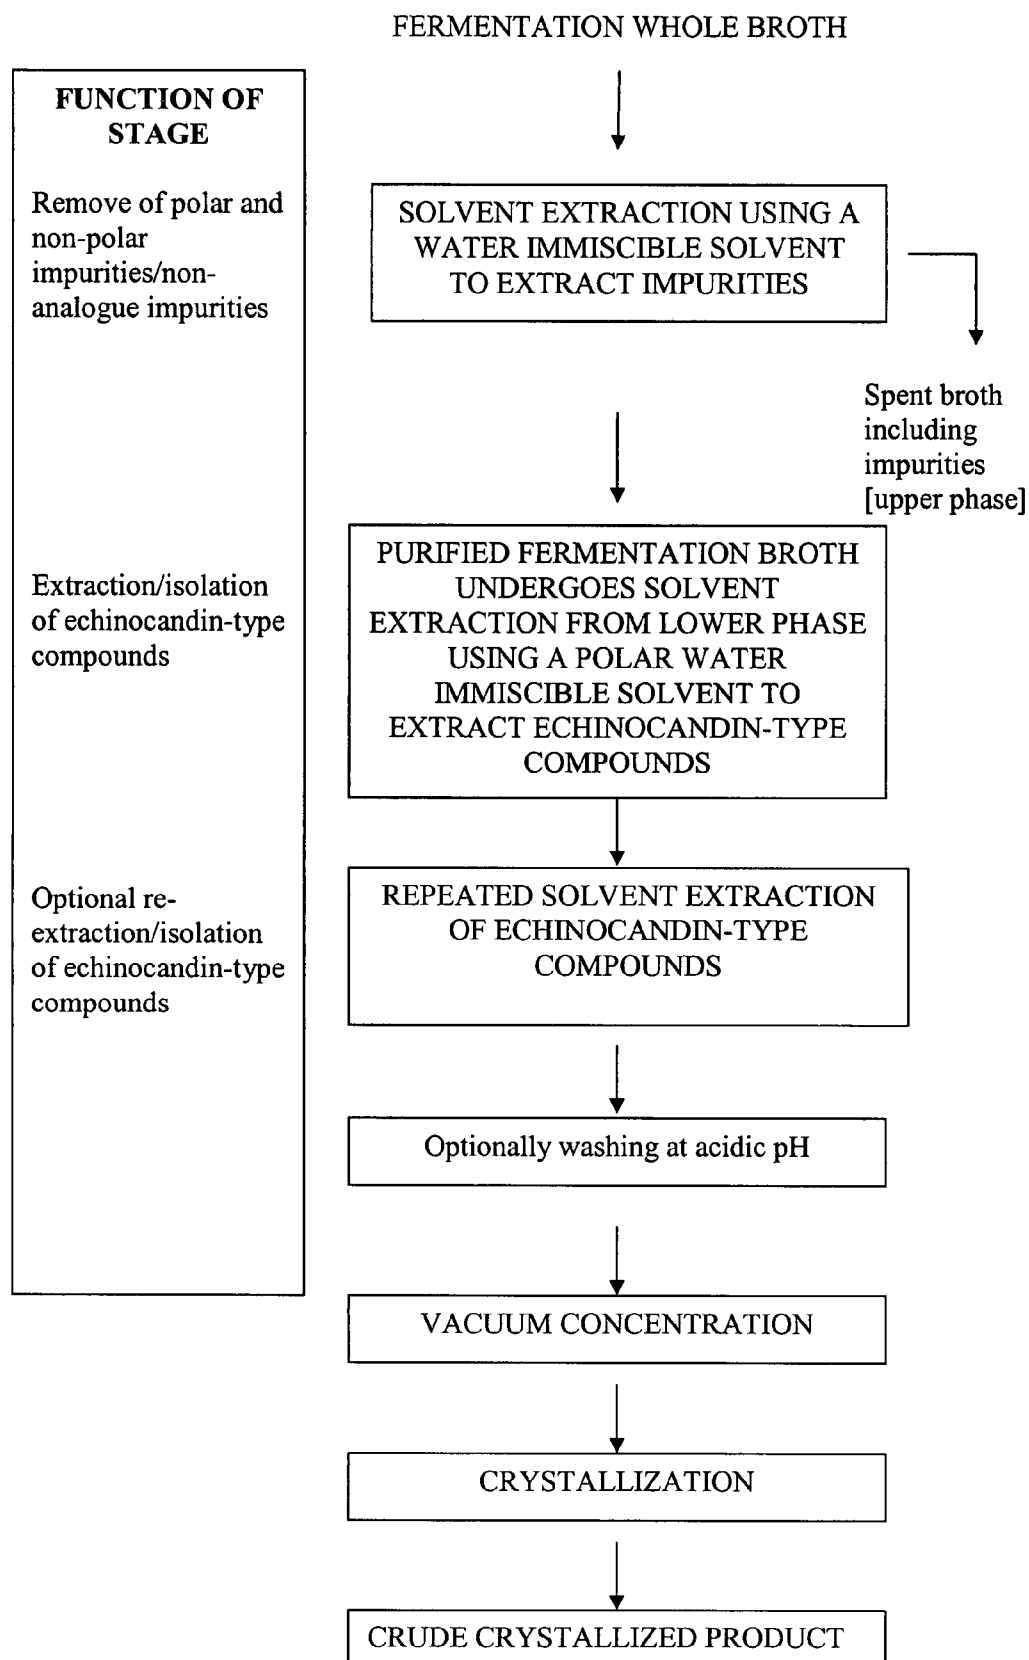 FERMENTATION WHOLE BROTH
FUNCTION OF
STAGE
Remove of polar and
non-polar
impurities/non-
analogue impurities
SOLVENT EXTRACTION USING A
WATER IMMISCIBLE SOLVENT
TO EXTRACT IMPURITIES
Spent broth
including
impurities
[upper phase]
Extraction/isolation
of echinocandin-type
compounds
PURIFIED FERMENTATION BROTH
UNDERGOES SOLVENT
EXTRACTION FROM LOWER PHASE
USING A POLAR WATER
IMMISCIBLE SOLVENT TO
EXTRACT ECHINOCANDIN-TYPE
COMPOUNDS
Optional re-
extraction/isolation
of echinocandin-type
compounds
REPEATED SOLVENT EXTRACTION
OF ECHINOCANDIN-TYPE
COMPOUNDS
Optionally washing at acidic pH
VACUUM CONCENTRATION
CRYSTALLIZATION
CRUDE CRYSTALLIZED PRODUCT